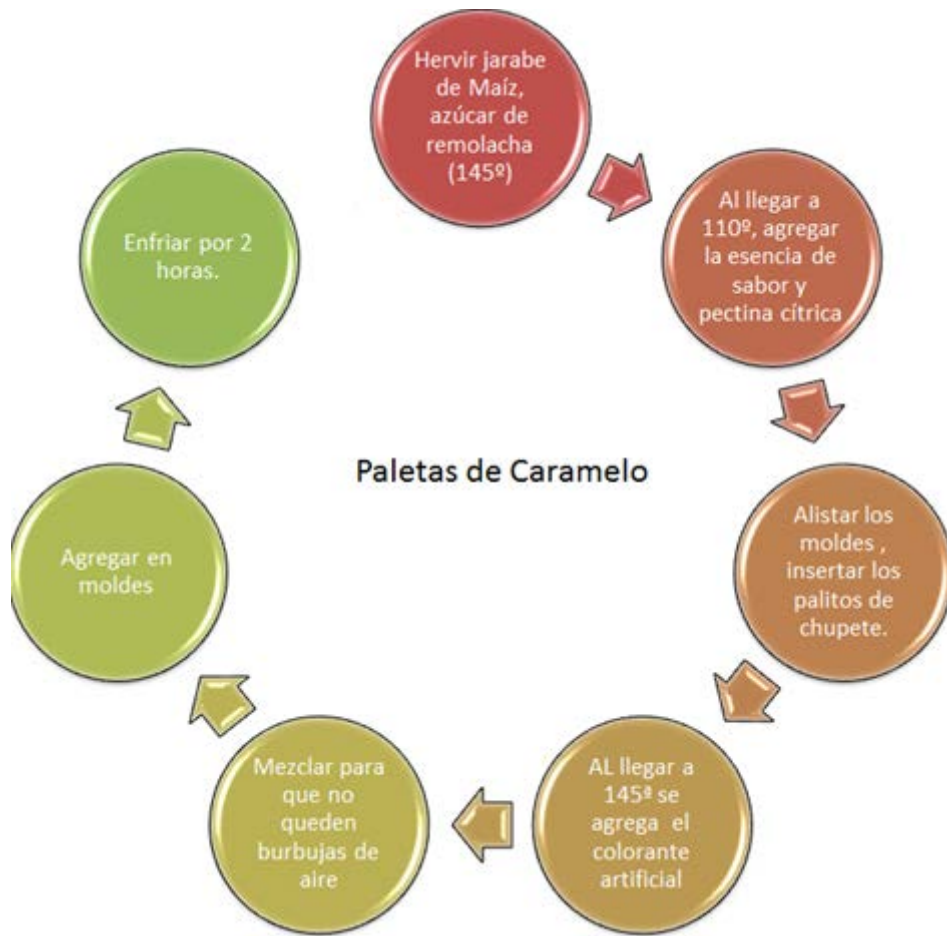 Hervir jarabe
de Maíz,
azúcar de
remolacha
(145º)
Al llegar a
110º, agregar
la esencia de
sabor y
pectina cítrica
Alistar los
moldes ,
insertar los
palitos de
chupete.
AL llegar a
145ª se
agrega el
colorante
artificial
Mezclar para
que no
queden
burbujas de
aire
Agregar en
moldes
Enfriar por 2
horas.
Paletas de Caramelo